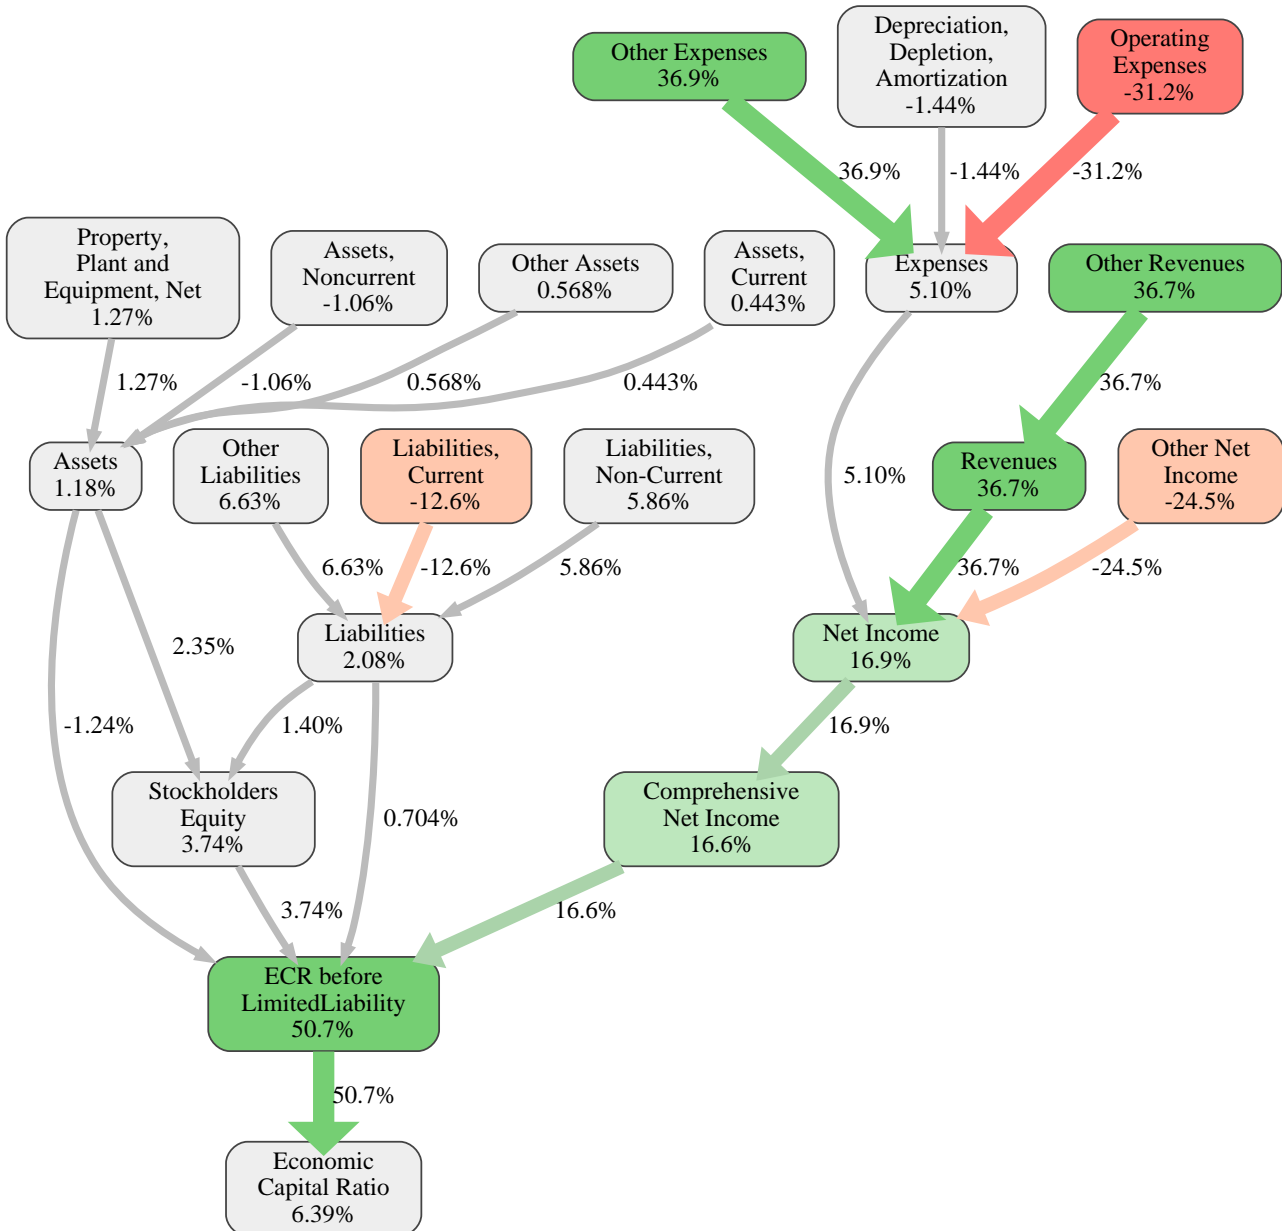 Other Expenses
36.9%
Depreciation,
Depletion,
Amortization
-1.44%
Operating
Expenses
-31.2%
36.9%
-1.44%
-31.2%
Property,
Plant and
Equipment, Net
1.27%
Assets,
Noncurrent
-1.06%
Other Assets
0.568%
Assets,
Current
0.443%
Expenses
5.10%
Other Revenues
36.7%
1.27%
-1.06%
0.568%
0.443%
36.7%
Assets
1.18%
Other
Liabilities
6.63%
Liabilities,
Current
-12.6%
Liabilities,
Non-Current
5.86%
5.10%
Revenues
36.7%
Other Net
Income
-24.5%
6.63%
-12.6%
5.86%
36.7%
-24.5%
2.35%
Liabilities
2.08%
Net Income
16.9%
-1.24%
1.40%
16.9%
Stockholders
Equity
3.74%
0.704%
Comprehensive
Net Income
16.6%
3.74%
16.6%
ECR before
LimitedLiability
50.7%
50.7%
Economic
Capital Ratio
6.39%